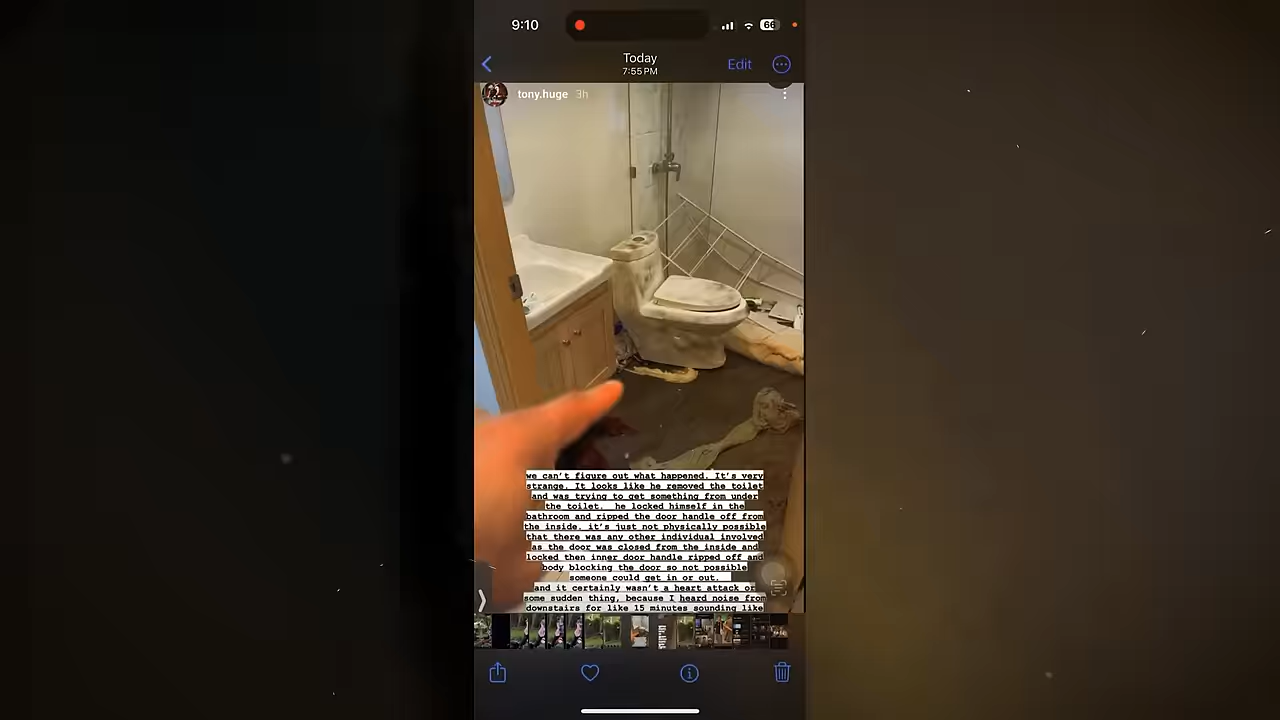 9:10
66
Today
7:55 PM
Edit
tony.huge 3h
we can't figure out what happened. It's very
strange. It looks like he removed the toilet
and was trying to get something from under
the toilet. he locked himself in the
bathroom and ripped the door handle off from
the inside. it's just not physically possible
that there was any other individual involved
as the door was closed from the inside and
locked then inner door handle ripped off and
body blocking the door so not possible
someone could get in or out.
and it certainly wasn't a heart attack or
some sudden thing, because I heard noise from
downstairs for like 15 minutes sounding like